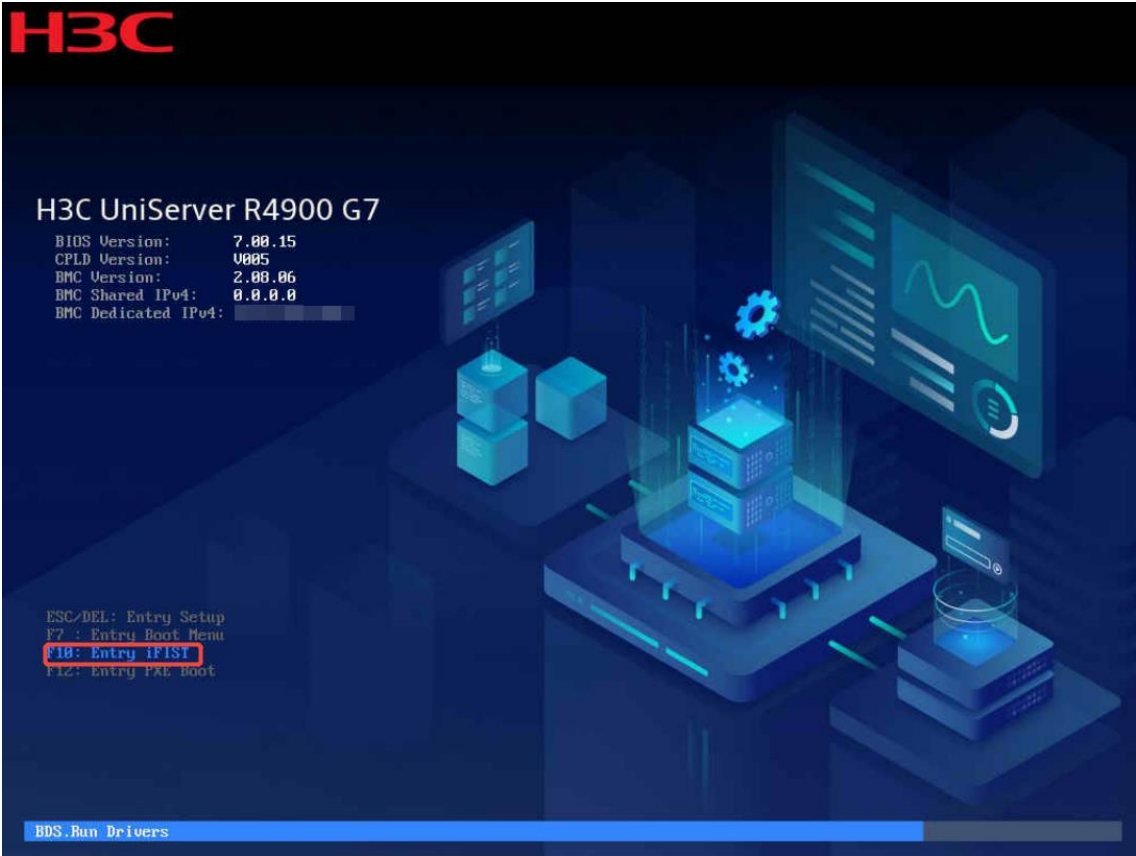 H3C
H3C UniServer R4900 G7
BIOS Version: 7.00.15
CPLD Version: V005
BMC Version: 2.08.06
BMC Shared IPv4: 0.0.0.0
BMC Dedicated IPv4:
ESC/DEL: Entry Setup
F7 : Entry Boot Menu
F10: Entry iFIST
F12: Entry PXE Boot
BDS.Run Drivers